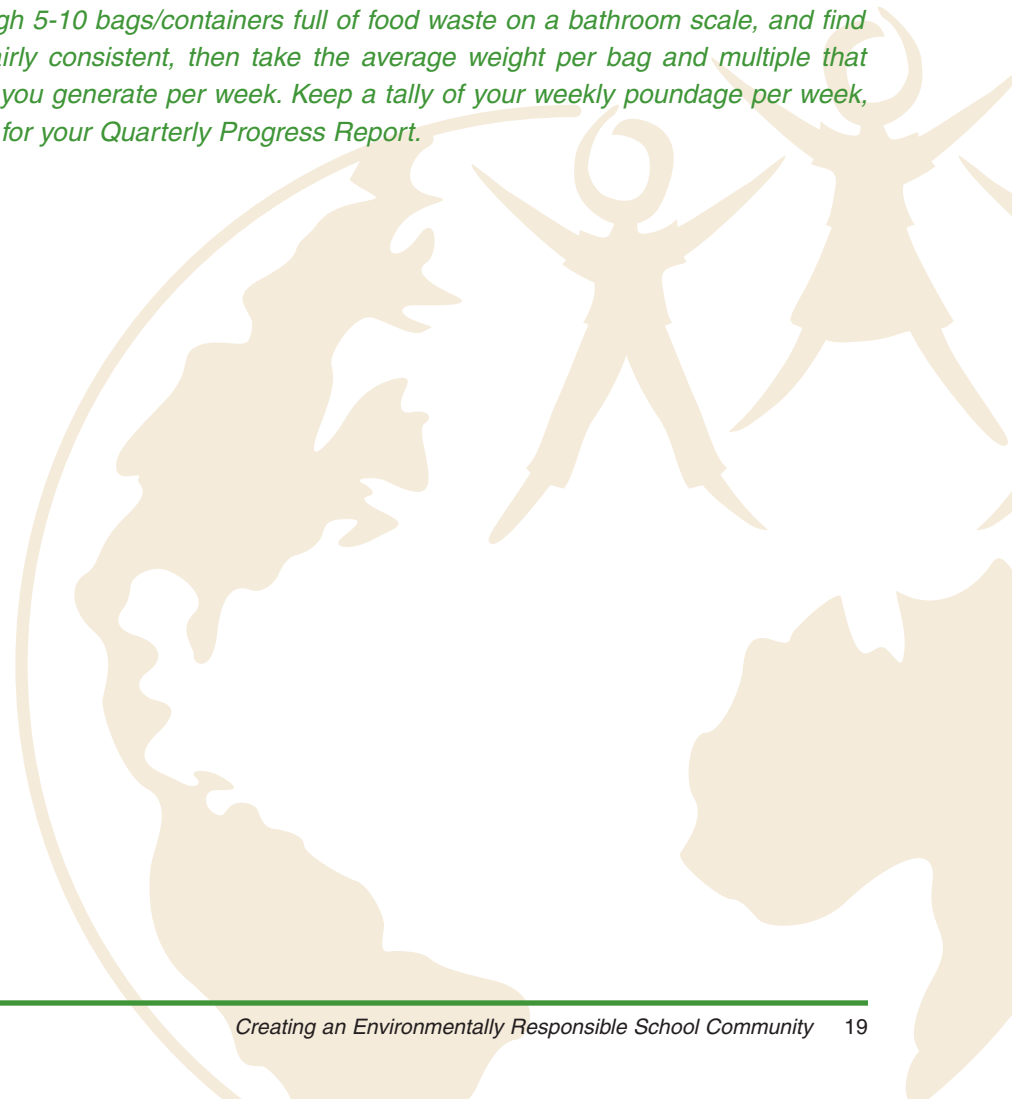 gh 5-10 bags/containers full of food waste on a bathroom scale, and find
airly consistent, then take the average weight per bag and multiple that
you generate per week. Keep a tally of your weekly poundage per week,
for your Quarterly Progress Report.
Creating an Environmentally Responsible School Community 19